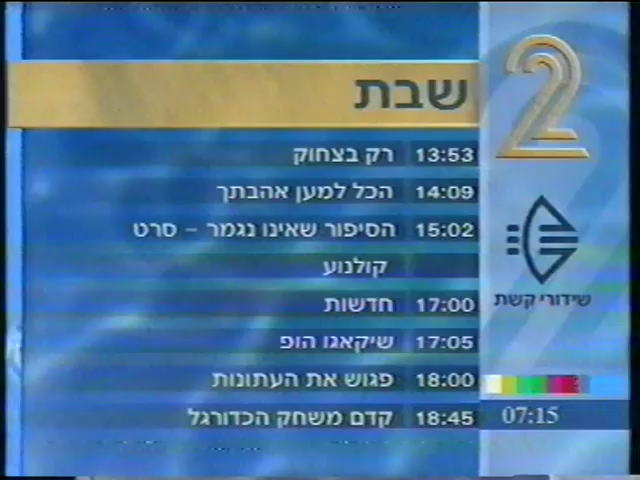 2
שבת
13:53 רק בצחוק
14:09 הכל למען אהבתך
15:02 הסיפור שאינו נגמר – סרט
קולנוע
17:00 חדשות
17:05 שיקאגו הופ
18:00 פגוש את העתונות
18:45 קדם משחק הכדורגל
שידורי קשת
07:15